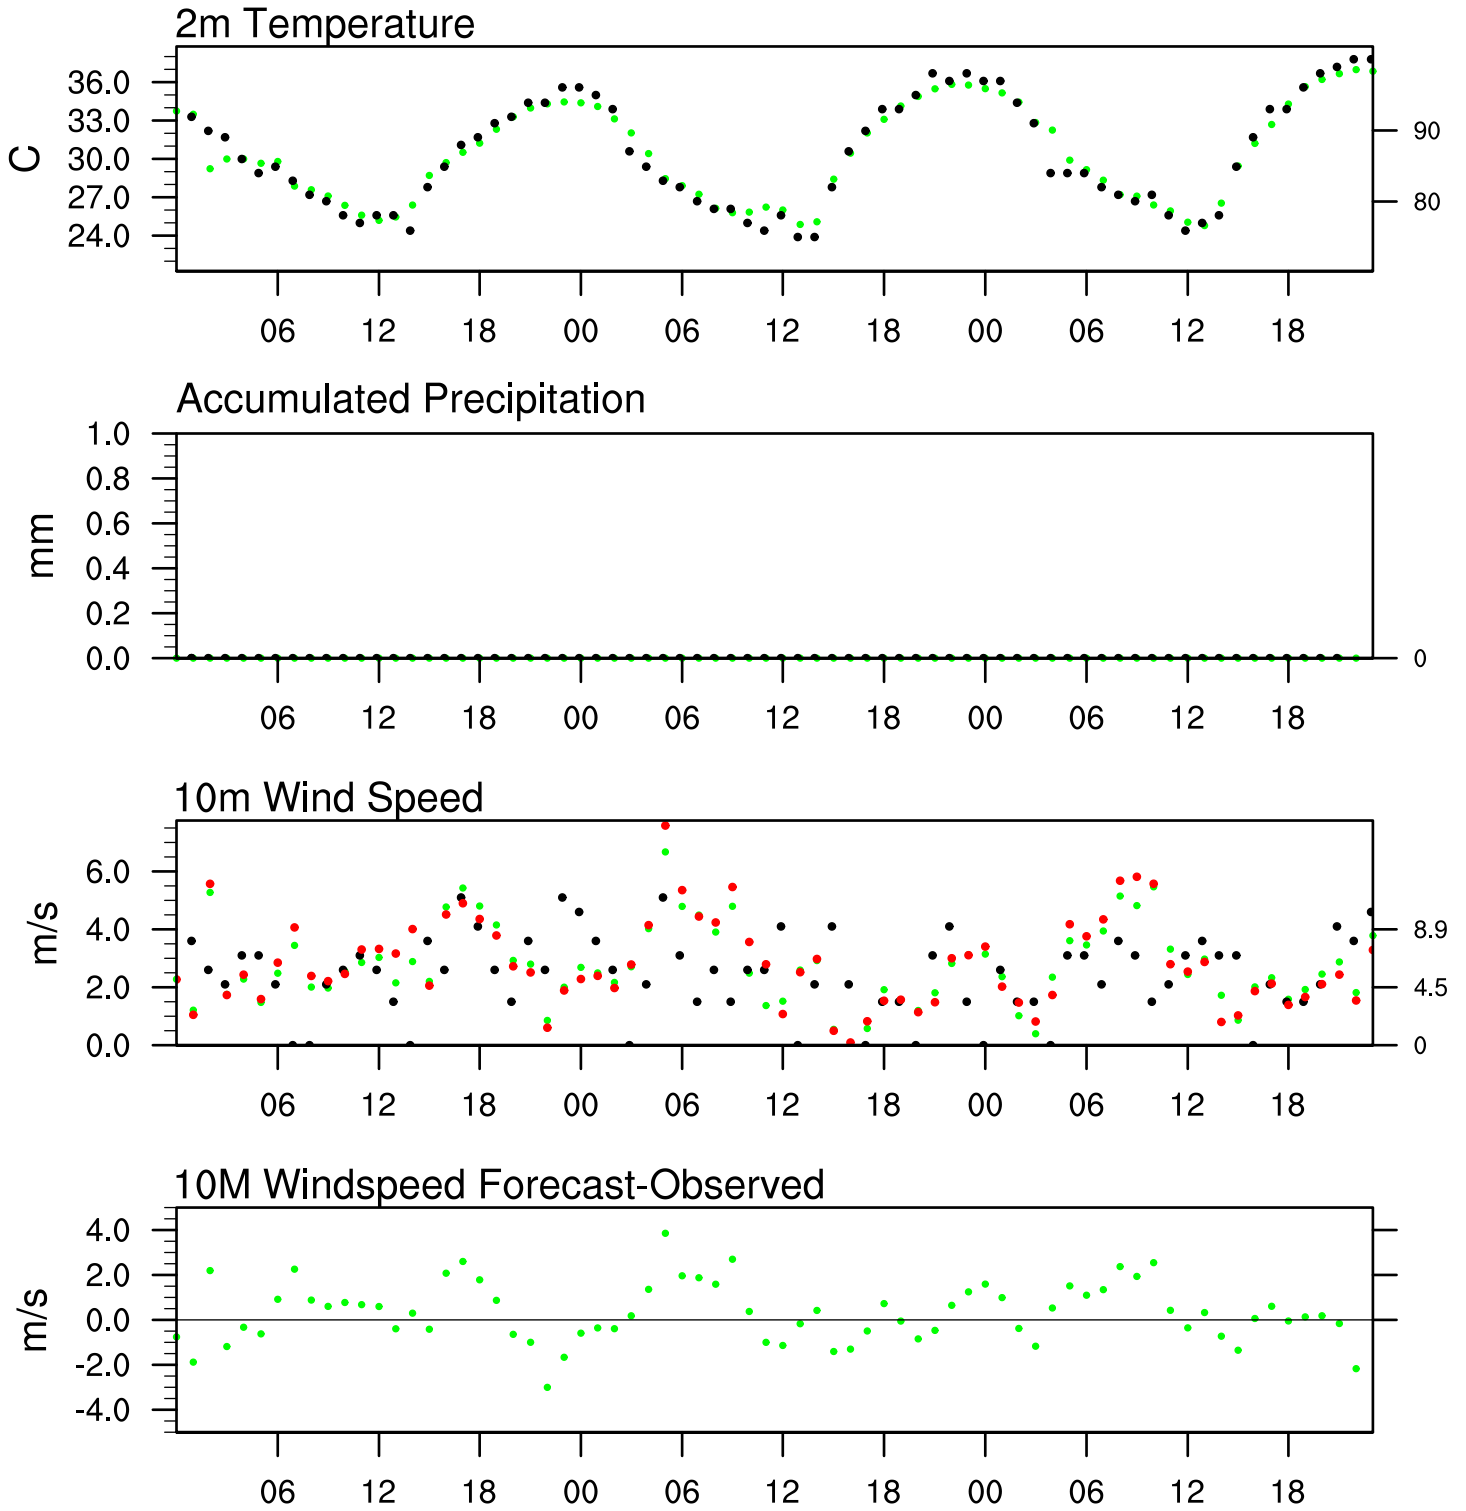 2m Temperature
36.0
33.0
30.0
27.0
24.0
C
90
80
06 12 18 00 06 12 18 00 06 12 18
Accumulated Precipitation
1.0
0.8
0.6
0.4
0.2
0.0
mm
0
06 12 18 00 06 12 18 00 06 12 18
10m Wind Speed
6.0
4.0
2.0
0.0
m/s
8.9
4.5
0
06 12 18 00 06 12 18 00 06 12 18
10M Windspeed Forecast-Observed
4.0
2.0
0.0
-2.0
-4.0
m/s
06 12 18 00 06 12 18 00 06 12 18